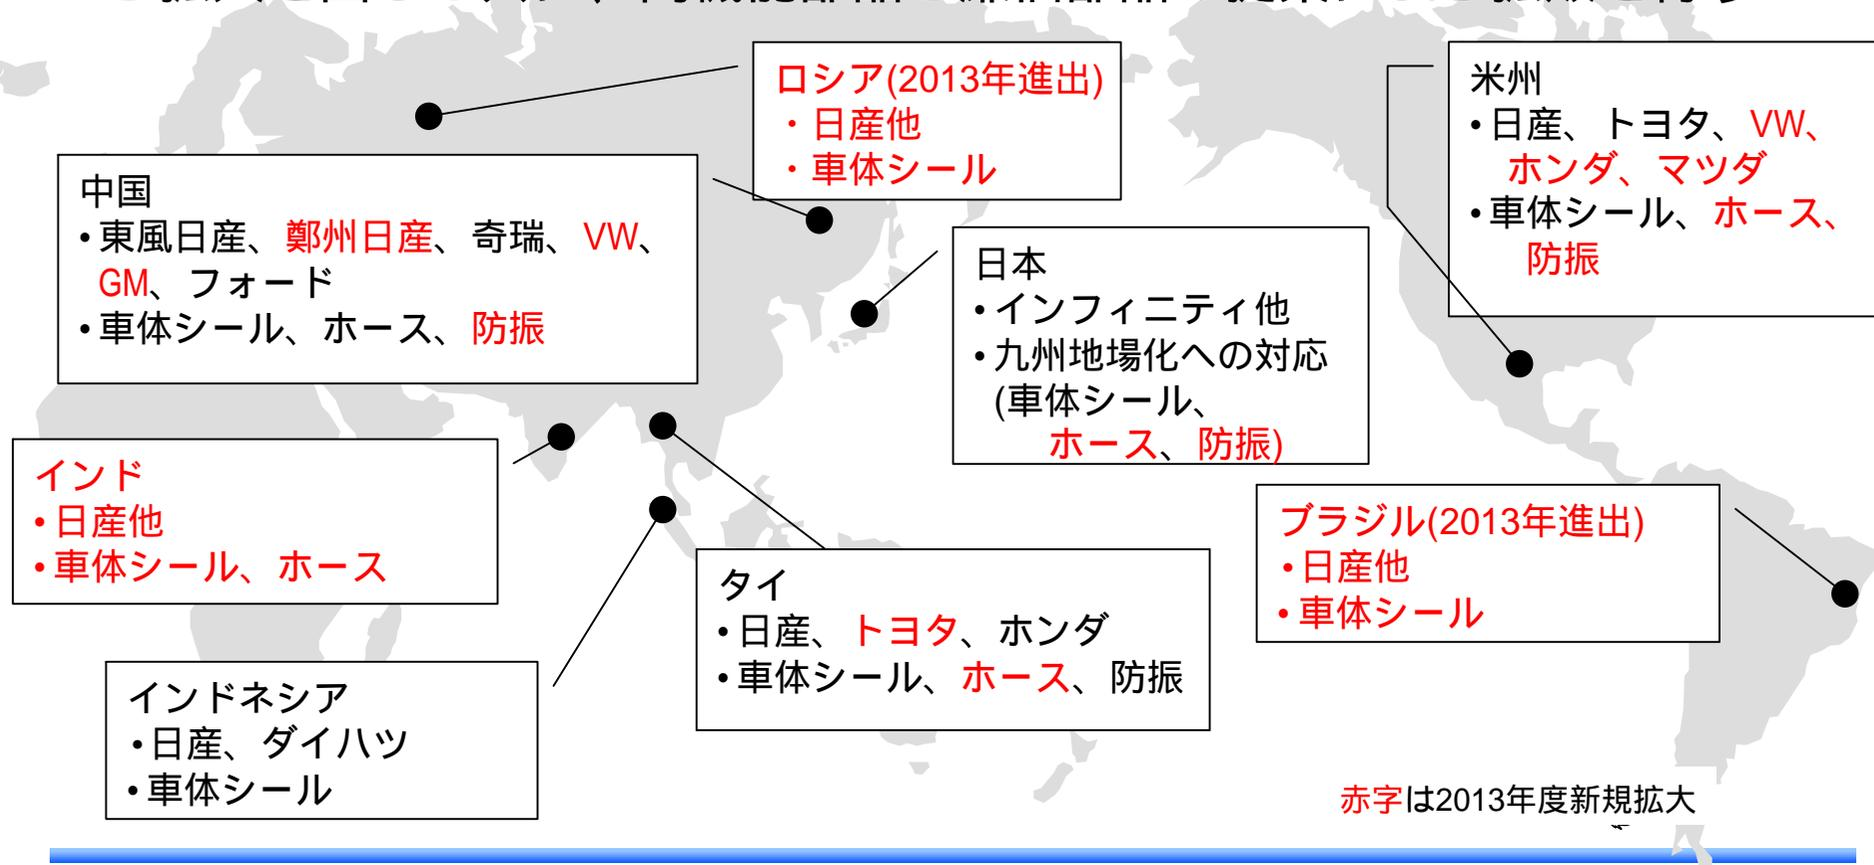 ロシア(2013年進出)
・日産他
・車体シール
米州
•日産、トヨタ、VW、
ホンダ、マツダ
•車体シール、ホース、
防振
中国
•東風日産、鄭州日産、奇瑞、VW、
GM、フォード
•車体シール、ホース、防振
日本
•インフィニティ他
•九州地場化への対応
(車体シール、
ホース、防振)
インド
•日産他
•車体シール、ホース
タイ
•日産、トヨタ、ホンダ
•車体シール、ホース、防振
ブラジル(2013年進出)
•日産他
•車体シール
インドネシア
•日産、ダイハツ
•車体シール
赤字は2013年度新規拡大